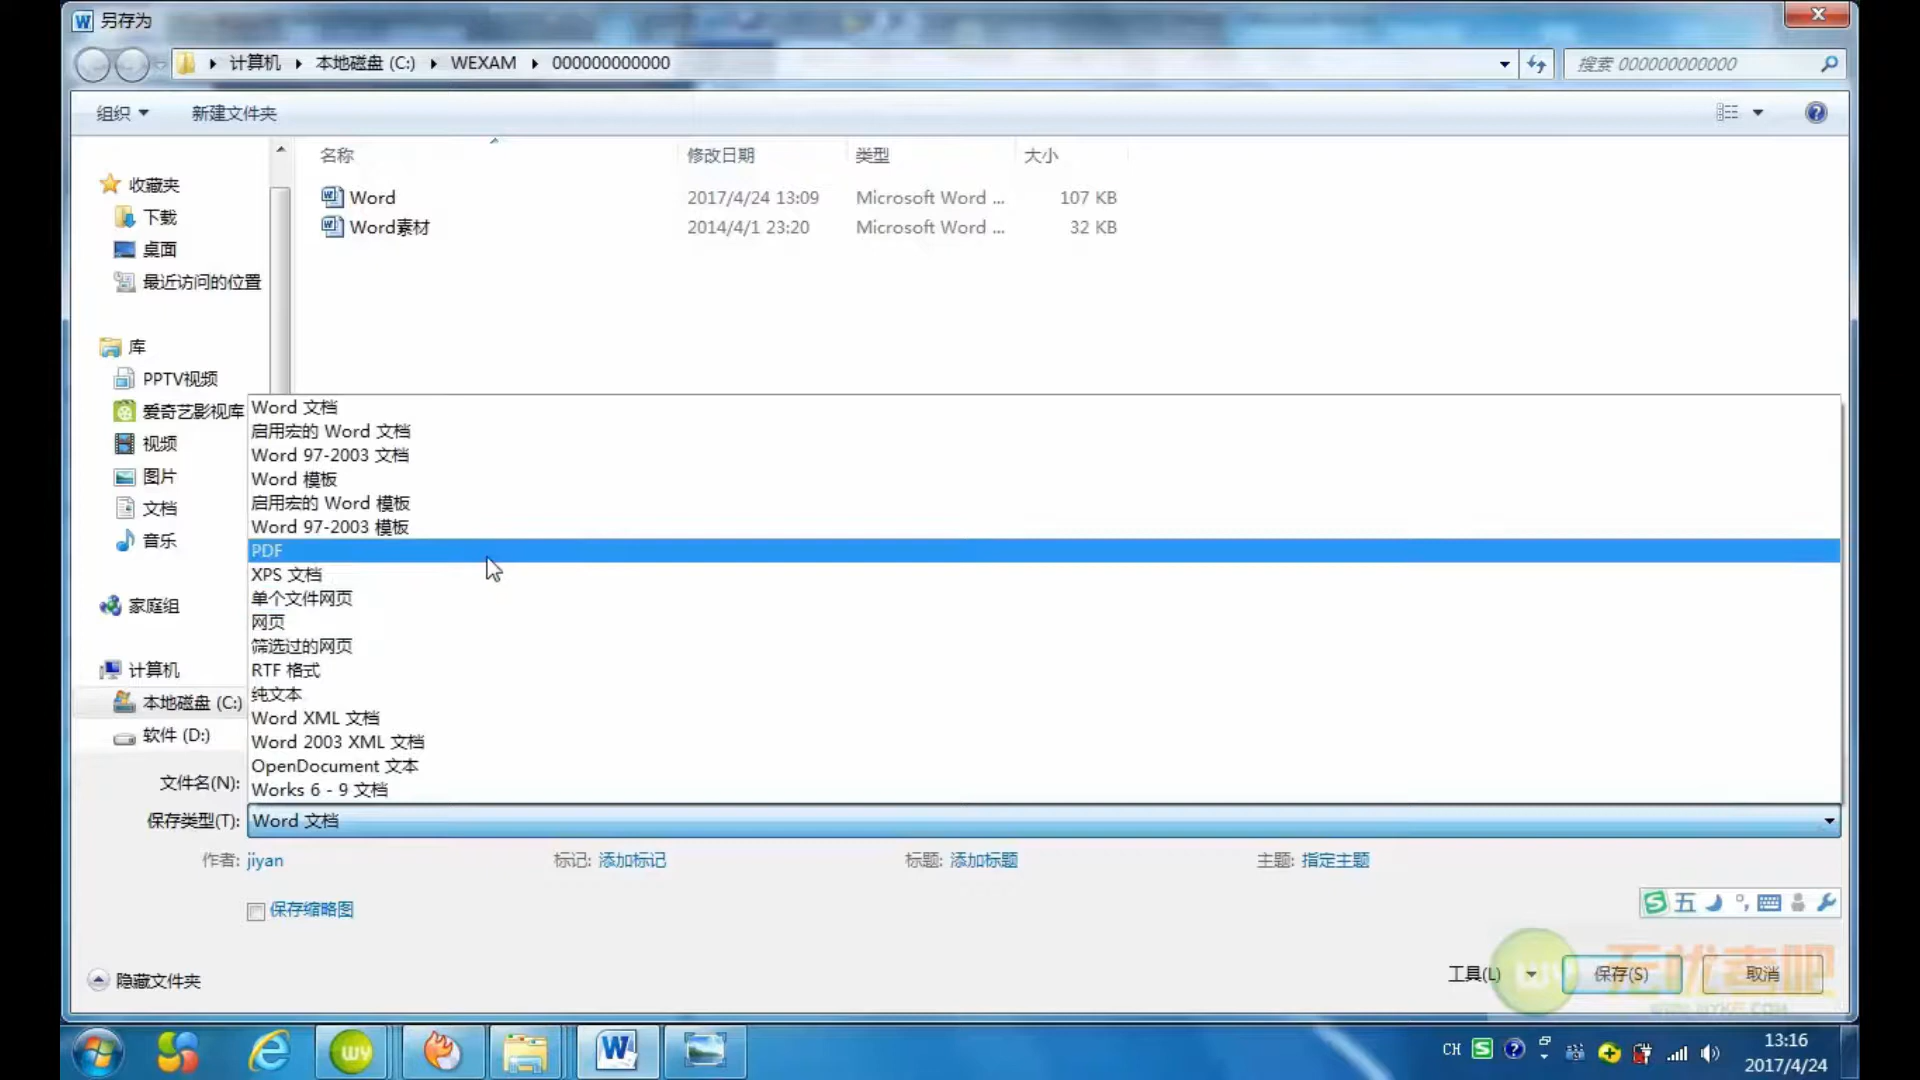 另存为
计算机 本地磁盘 (C:) WEXAM 000000000000
搜索 000000000000
组织 新建文件夹
名称 修改日期 类型 大小
Word 2017/4/24 13:09 Microsoft Word ... 107 KB
Word素材 2014/4/1 23:20 Microsoft Word ... 32 KB
收藏夹
下载
桌面
最近访问的位置
库
PPTV视频
爱奇艺影视库
视频
图片
文档
音乐
家庭组
计算机
本地磁盘 (C:)
软件 (D:)
Word 文档
启用宏的 Word 文档
Word 97-2003 文档
Word 模板
启用宏的 Word 模板
Word 97-2003 模板
PDF
XPS 文档
单个文件网页
网页
筛选过的网页
RTF 格式
纯文本
Word XML 文档
Word 2003 XML 文档
OpenDocument 文本
Works 6 - 9 文档
文件名(N):
保存类型(T): Word 文档
作者: jiyan 标记: 添加标记 标题: 添加标题 主题: 指定主题
保存缩略图
五
隐藏文件夹
工具(L) 保存(S) 取消
CH
13:16
2017/4/24